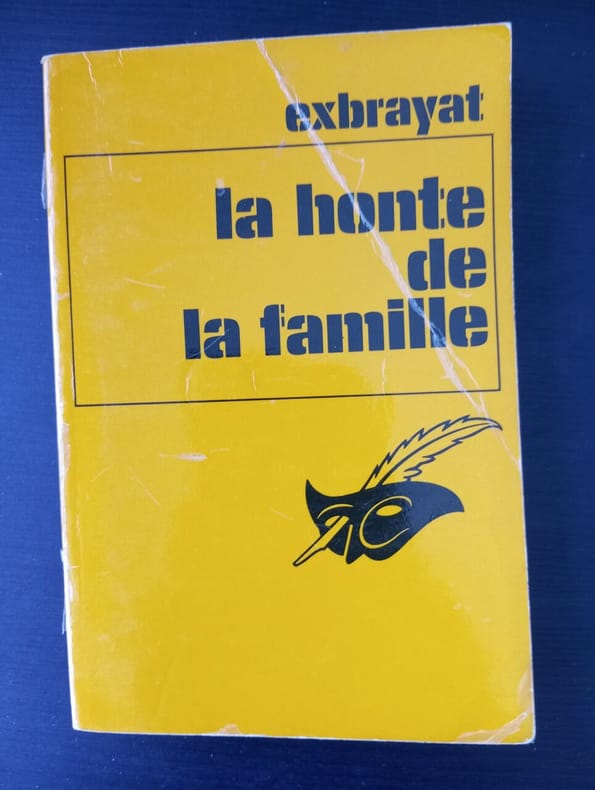 exbrayat
la honte
de
la famille